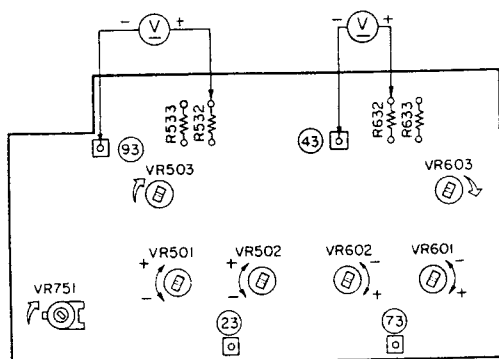 - V + - V +
R533 R532 R632 R633
93 43
VR503 VR603
VR501 VR502 VR602 VR601
+ + - -
- - + +
VR751
23 73